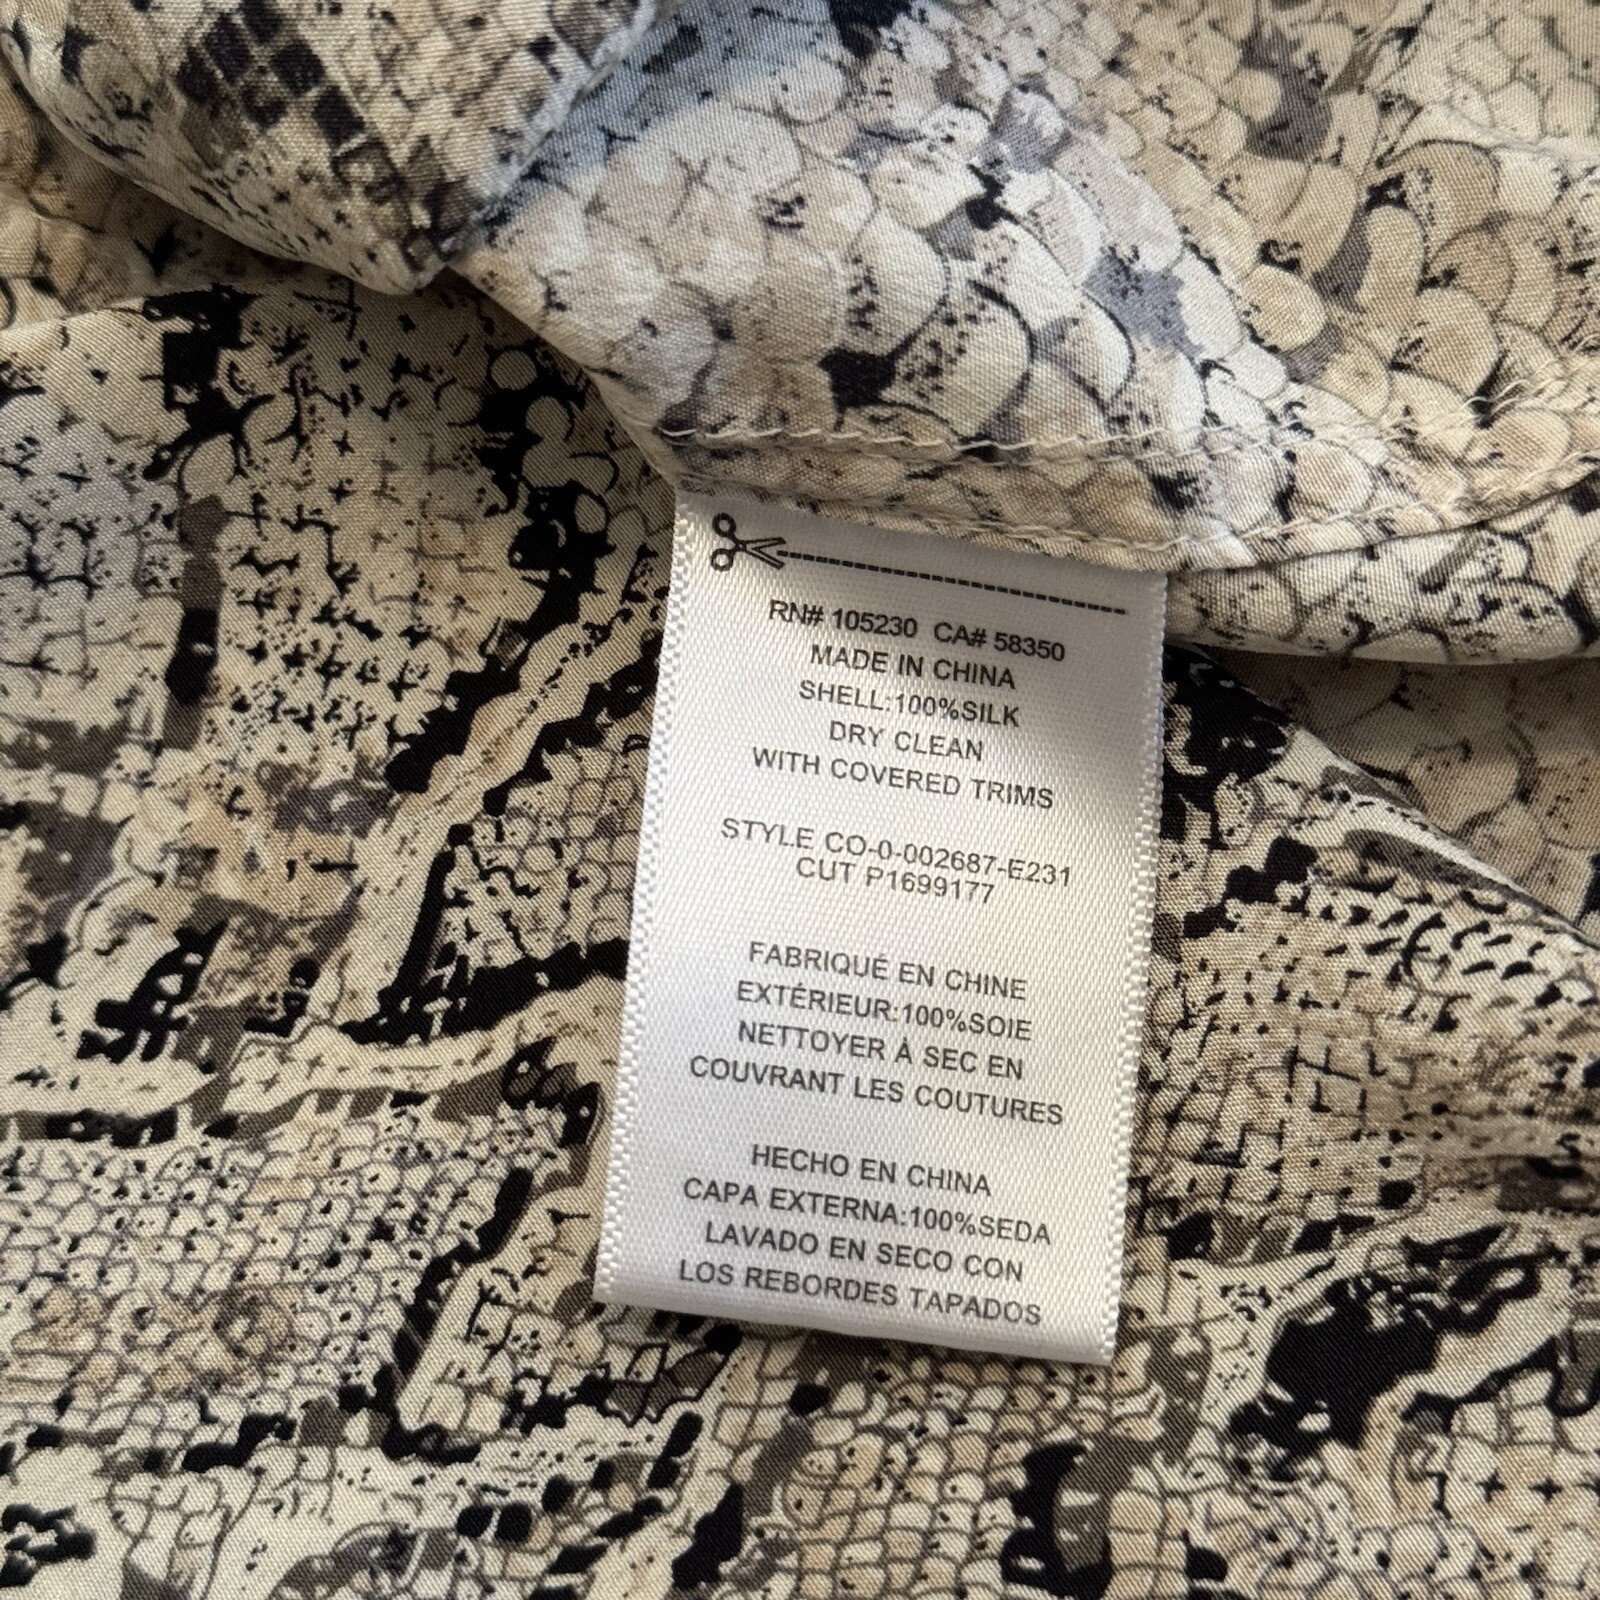 RN# 105230 CA# 58350
MADE IN CHINA
SHELL:100%SILK
DRY CLEAN
WITH COVERED TRIMS
STYLE CO-0-002687-E231
CUT P1699177
FABRIQUÉ EN CHINE
EXTÉRIEUR:100%SOIE
NETTOYER À SEC EN
COUVRANT LES COUTURES
HECHO EN CHINA
CAPA EXTERNA:100%SEDA
LAVADO EN SECO CON
LOS REBORDES TAPADOS